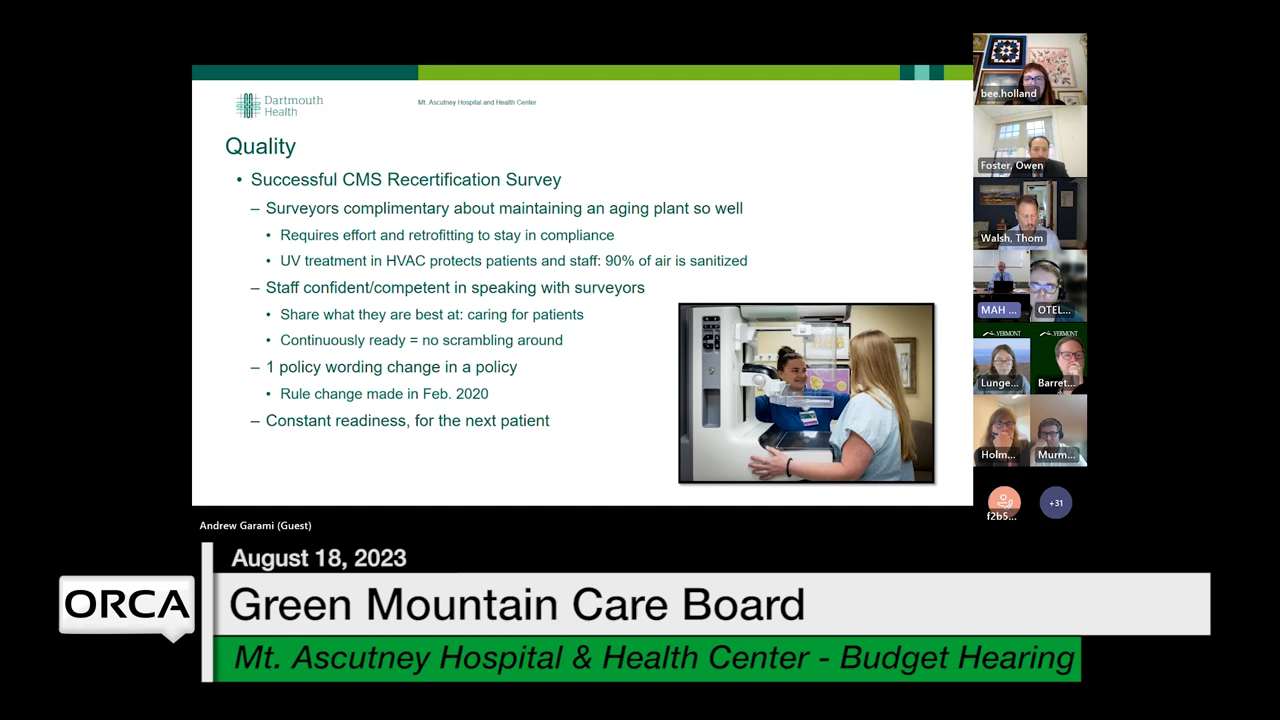 Dartmouth
Health
Mt. Ascutney Hospital and Health Center
Quality
• Successful CMS Recertification Survey
– Surveyors complimentary about maintaining an aging plant so well
• Requires effort and retrofitting to stay in compliance
• UV treatment in HVAC protects patients and staff: 90% of air is sanitized
– Staff confident/competent in speaking with surveyors
• Share what they are best at: caring for patients
• Continuously ready = no scrambling around
– 1 policy wording change in a policy
• Rule change made in Feb. 2020
– Constant readiness, for the next patient
bee.holland
Foster, Owen
Walsh, Thom
MAH ...
OTEL...
VERMONT
VERMONT
Lunge...
Barret...
Holm...
Murm...
f2b5...
+31
Andrew Garami (Guest)
August 18, 2023
ORCA
Green Mountain Care Board
Mt. Ascutney Hospital & Health Center - Budget Hearing